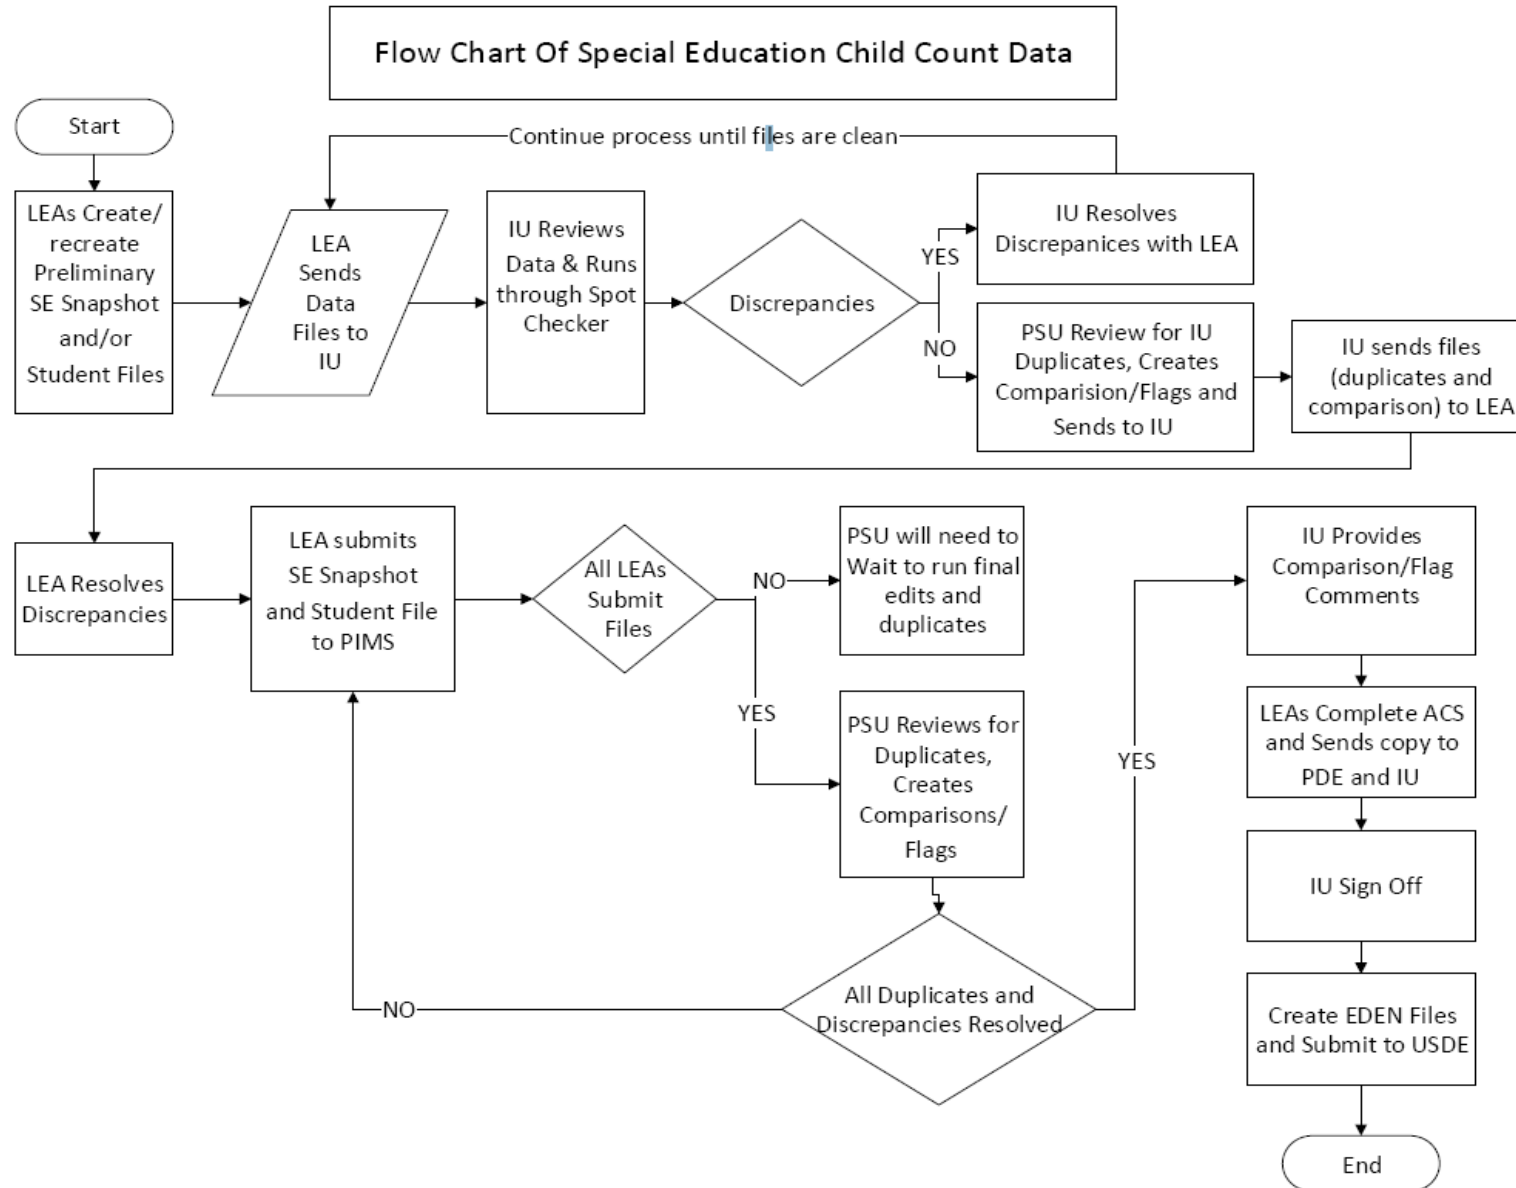 Flow Chart Of Special Education Child Count Data
Start
Continue process until files are clean
LEAs Create/
recreate
Preliminary
SE Snapshot
and/or
Student Files
LEA
Sends
Data
Files to
IU
IU Reviews
Data & Runs
through Spot
Checker
Discrepancies
YES
NO
IU Resolves
Discrepanices with LEA
PSU Review for IU
Duplicates, Creates
Comparision/Flags and
Sends to IU
IU sends files
(duplicates and
comparison) to LEA
LEA Resolves
Discrepancies
LEA submits
SE Snapshot
and Student File
to PIMS
All LEAs
Submit
Files
NO
PSU will need to
Wait to run final
edits and
duplicates
YES
PSU Reviews for
Duplicates,
Creates
Comparisons/
Flags
All Duplicates and
Discrepancies Resolved
NO
YES
IU Provides
Comparison/Flag
Comments
LEAs Complete ACS
and Sends copy to
PDE and IU
IU Sign Off
Create EDEN Files
and Submit to USDE
End